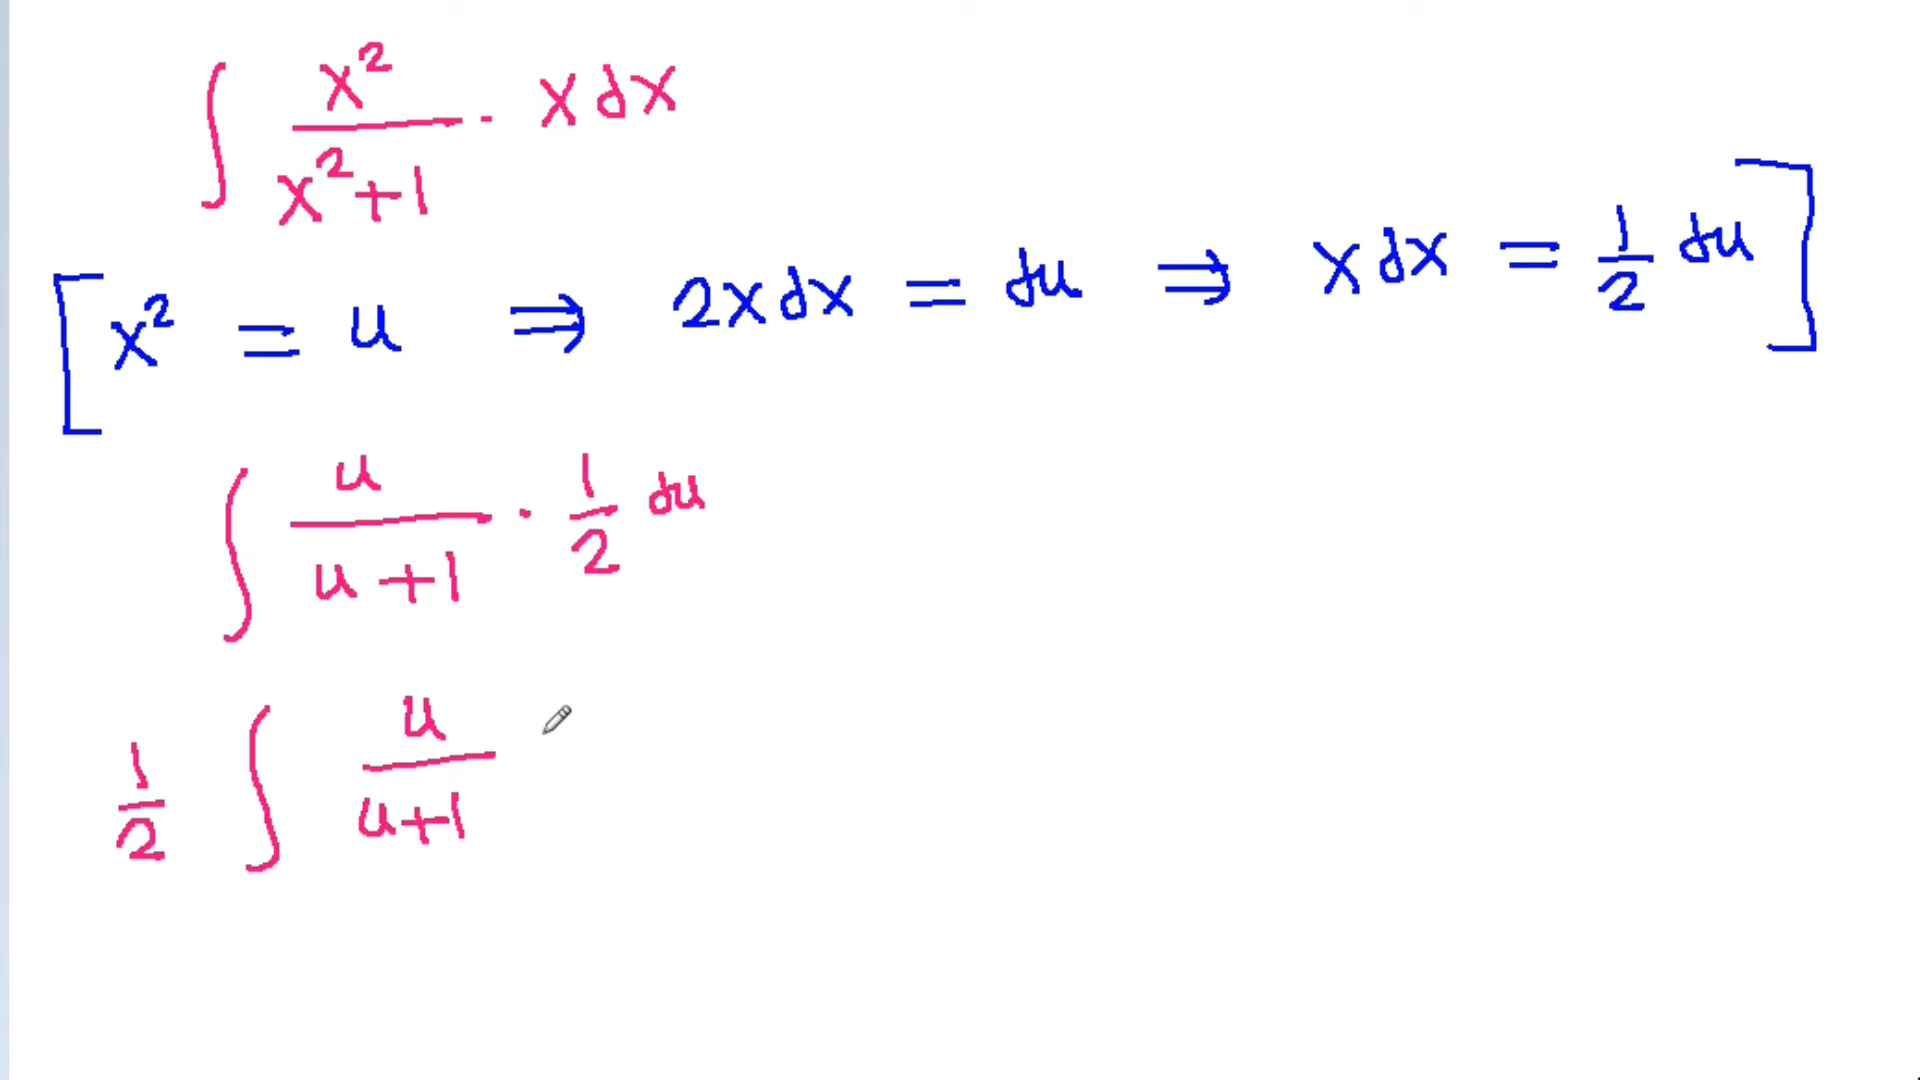 ∫ x²/(x²+1) · x dx
[x² = u ⇒ 2x dx = du ⇒ x dx = 1/2 du]
∫ u/(u+1) · 1/2 du
1/2 ∫ u/(u+1)